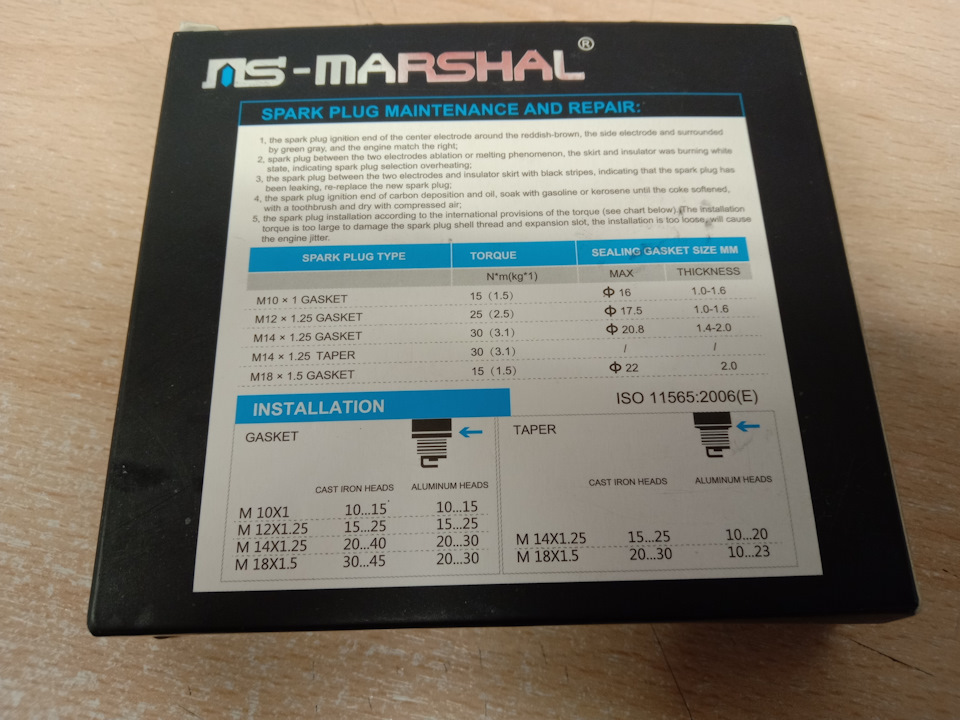 NS-MARSHAL®
SPARK PLUG MAINTENANCE AND REPAIR:
1, the spark plug ignition end of the center electrode around the reddish-brown, the side electrode and surrounded
by green gray, and the engine match the right;
2, spark plug between the two electrodes ablation or melting phenomenon, the skirt and insulator was burning white
state, indicating spark plug selection overheating;
3, the spark plug between the two electrodes and insulator skirt with black stripes, indicating that the spark plug has
been leaking, re-replace the new spark plug;
4, the spark plug ignition end of carbon deposition and oil, soak with gasoline or kerosene until the coke softened,
with a toothbrush and dry with compressed air;
5, the spark plug installation according to the international provisions of the torque (see chart below).(The installation
torque is too large to damage the spark plug shell thread and expansion slot, the installation is too loose, will cause
the engine jitter.
SPARK PLUG TYPE TORQUE SEALING GASKET SIZE MM
N*m(kg*1) MAX THICKNESS
M10 × 1 GASKET 15 (1.5) Φ 16 1.0-1.6
M12 × 1.25 GASKET 25 (2.5) Φ 17.5 1.0-1.6
M14 × 1.25 GASKET 30 (3.1) Φ 20.8 1.4-2.0
M14 × 1.25 TAPER 30 (3.1) / /
M18 × 1.5 GASKET 15 (1.5) Φ 22 2.0
INSTALLATION ISO 11565:2006(E)
GASKET
CAST IRON HEADS ALUMINUM HEADS
M 10X1 10...15 10...15
M 12X1.25 15...25 15...25
M 14X1.25 20...40 20...30
M 18X1.5 30...45 20...30
TAPER
CAST IRON HEADS ALUMINUM HEADS
M 14X1.25 15...25 10...20
M 18X1.5 20...30 10...23